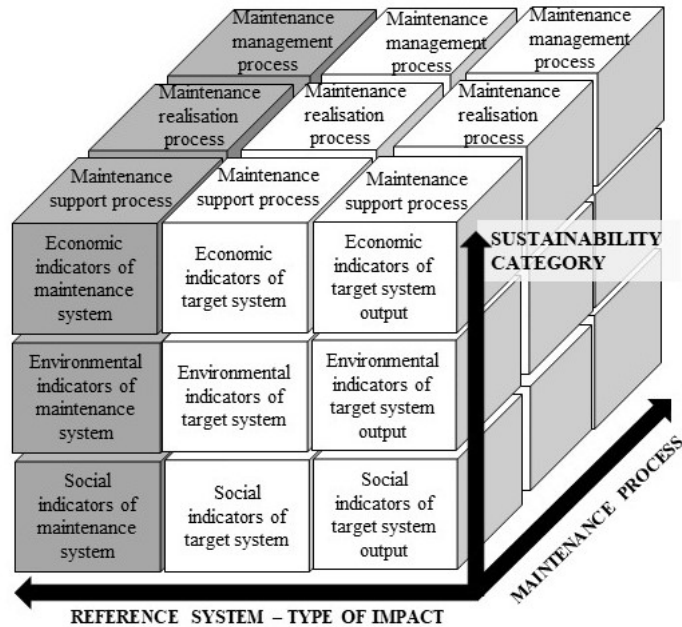 Maintenance
management
process
Maintenance
management
process
Maintenance
management
process
Maintenance
realisation
process
Maintenance
realisation
process
Maintenance
realisation
process
Maintenance
support process
Maintenance
support process
Maintenance
support process
Economic
indicators of
maintenance
system
Economic
indicators of
target system
Economic
indicators of
target system
output
SUSTAINABILITY
CATEGORY
Environmental
indicators of
maintenance
system
Environmental
indicators of
target system
Environmental
indicators of
target system
output
Social
indicators of
maintenance
system
Social
indicators of
target system
Social
indicators of
target system
output
MAINTENANCE PROCESS
REFERENCE SYSTEM – TYPE OF IMPACT